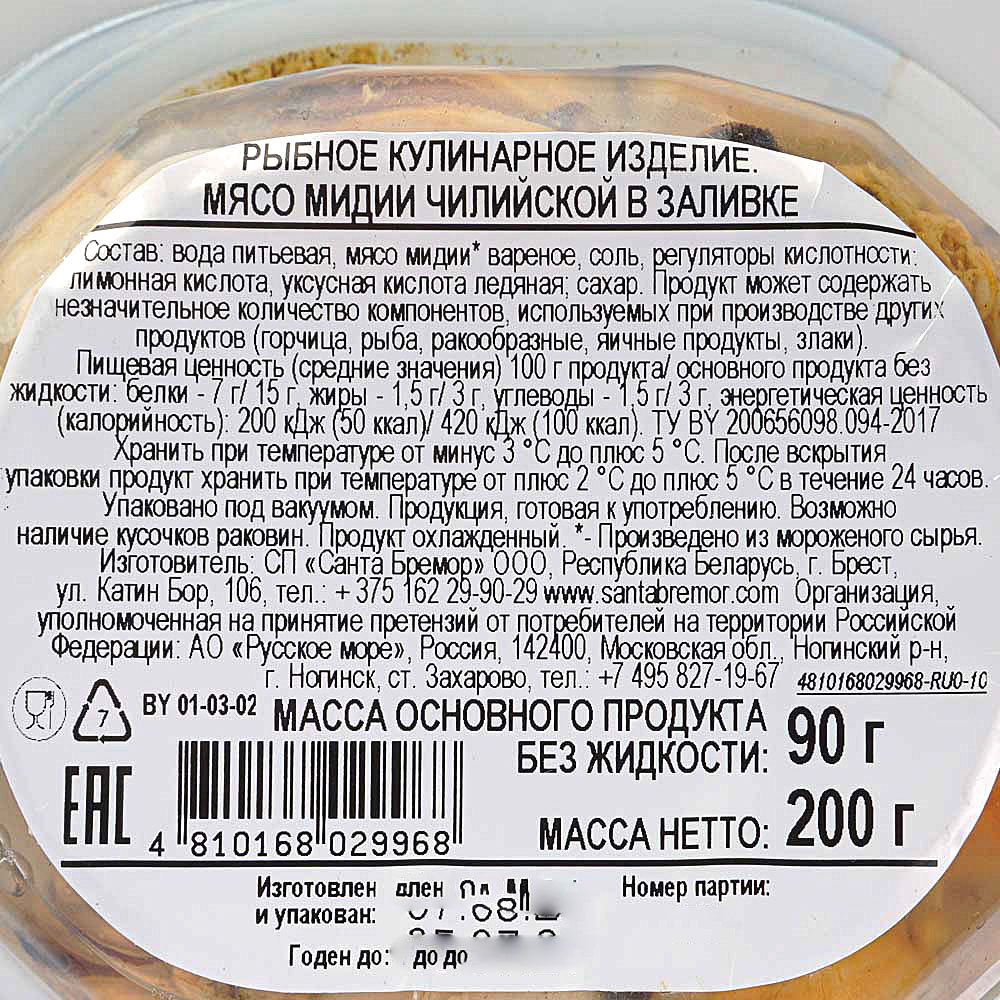 РЫБНОЕ КУЛИНАРНОЕ ИЗДЕЛИЕ.
МЯСО МИДИИ ЧИЛИЙСКОЙ В ЗАЛИВКЕ
Состав: вода питьевая, мясо мидии* вареное, соль, регуляторы кислотности:
лимонная кислота, уксусная кислота ледяная; сахар. Продукт может содержать
незначительное количество компонентов, используемых при производстве других
продуктов (горчица, рыба, ракообразные, яичные продукты, злаки).
Пищевая ценность (средние значения) 100 г продукта/ основного продукта без
жидкости: белки - 7 г/ 15 г, жиры - 1,5 г/ 3 г, углеводы - 1,5 г/ 3 г, энергетическая ценность
(калорийность): 200 кДж (50 ккал)/ 420 кДж (100 ккал). ТУ BY 200656098.094-2017
Хранить при температуре от минус 3 °С до плюс 5 °С. После вскрытия
упаковки продукт хранить при температуре от плюс 2 °С до плюс 5 °С в течение 24 часов.
Упаковано под вакуумом. Продукция, готовая к употреблению. Возможно
наличие кусочков раковин. Продукт охлажденный. *- Произведено из мороженого сырья.
Изготовитель: СП «Санта Бремор» ООО, Республика Беларусь, г. Брест,
ул. Катин Бор, 106, тел.: + 375 162 29-90-29 www.santabremor.com Организация,
уполномоченная на принятие претензий от потребителей на территории Российской
Федерации: АО «Русское море», Россия, 142400, Московская обл., Ногинский р-н,
г. Ногинск, ст. Захарово, тел.: +7 495 827-19-67
4810168029968-RU0-10
7
BY 01-03-02
МАССА ОСНОВНОГО ПРОДУКТА
БЕЗ ЖИДКОСТИ: 90 г
EAC
4 810168 029968
МАССА НЕТТО: 200 г
Изготовлен
и упакован:
Номер партии:
Годен до: до до